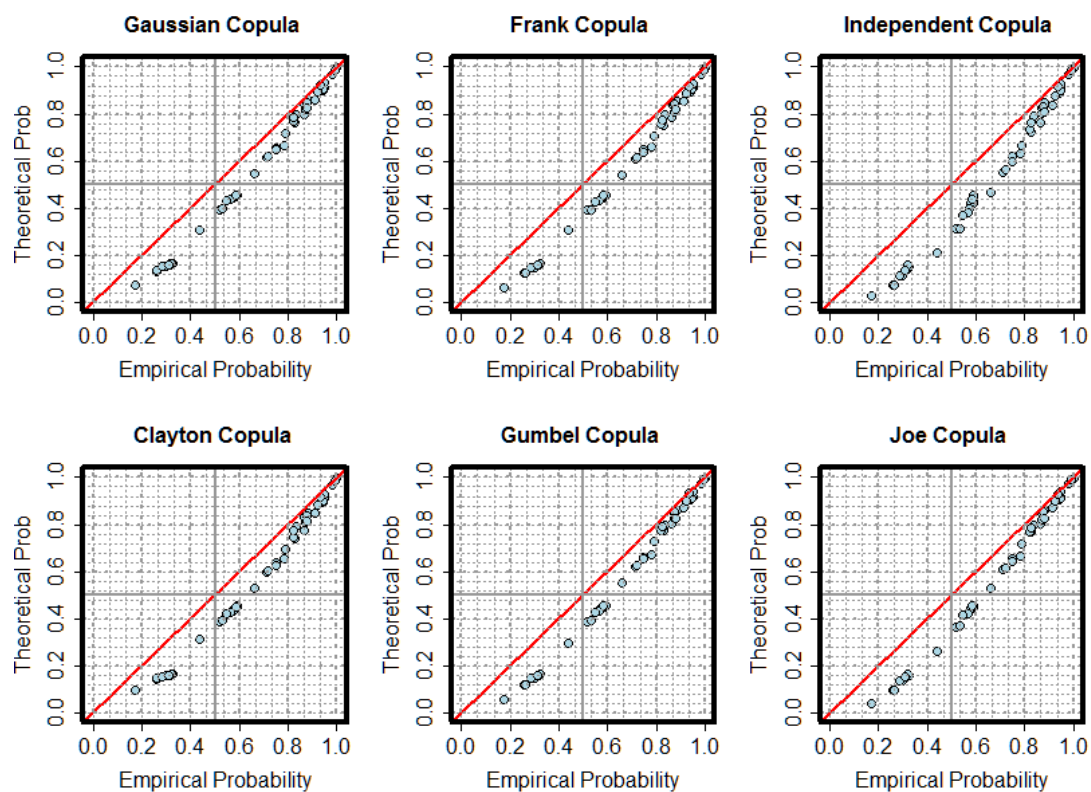 Gaussian Copula
Theoretical Prob
0.0 0.2 0.4 0.6 0.8 1.0
0.0 0.2 0.4 0.6 0.8 1.0
Empirical Probability
Frank Copula
Theoretical Prob
0.0 0.2 0.4 0.6 0.8 1.0
0.0 0.2 0.4 0.6 0.8 1.0
Empirical Probability
Independent Copula
Theoretical Prob
0.0 0.2 0.4 0.6 0.8 1.0
0.0 0.2 0.4 0.6 0.8 1.0
Empirical Probability
Clayton Copula
Theoretical Prob
0.0 0.2 0.4 0.6 0.8 1.0
0.0 0.2 0.4 0.6 0.8 1.0
Empirical Probability
Gumbel Copula
Theoretical Prob
0.0 0.2 0.4 0.6 0.8 1.0
0.0 0.2 0.4 0.6 0.8 1.0
Empirical Probability
Joe Copula
Theoretical Prob
0.0 0.2 0.4 0.6 0.8 1.0
0.0 0.2 0.4 0.6 0.8 1.0
Empirical Probability